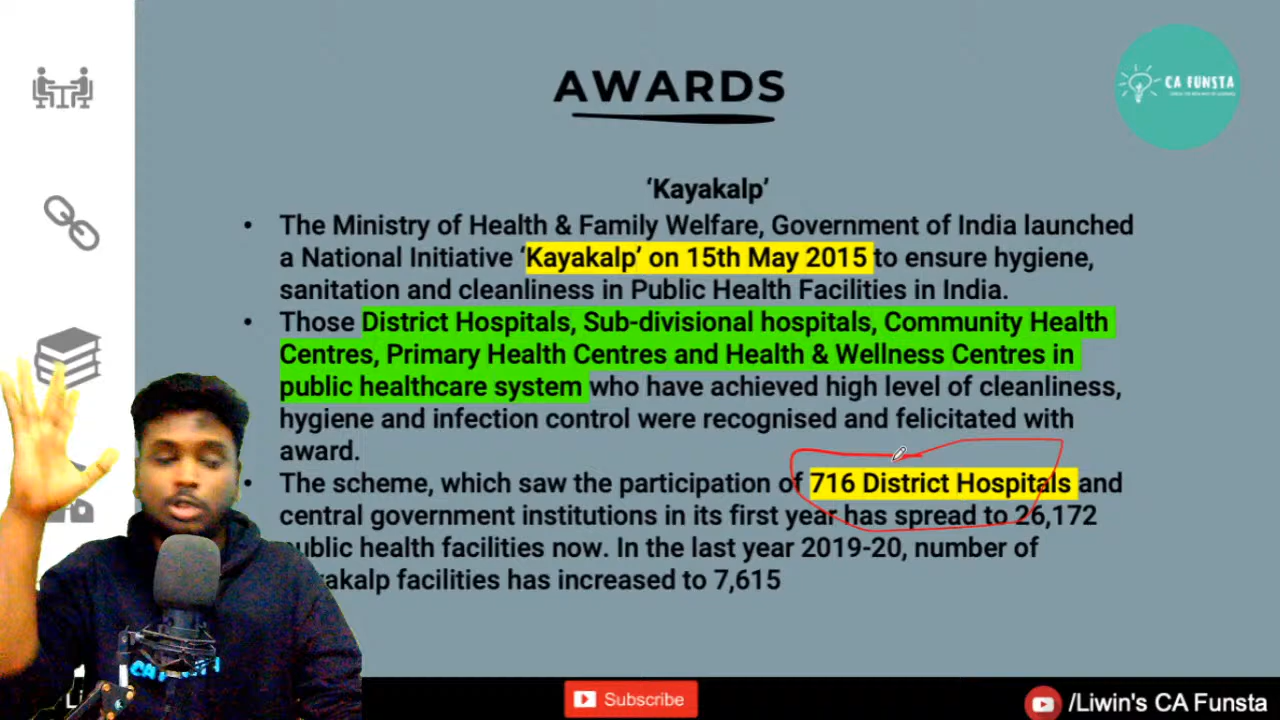 AWARDS
CA FUNSTA
‘Kayakalp’
• The Ministry of Health & Family Welfare, Government of India launched
a National Initiative ‘Kayakalp’ on 15th May 2015 to ensure hygiene,
sanitation and cleanliness in Public Health Facilities in India.
• Those District Hospitals, Sub-divisional hospitals, Community Health
Centres, Primary Health Centres and Health & Wellness Centres in
public healthcare system who have achieved high level of cleanliness,
hygiene and infection control were recognised and felicitated with
award.
• The scheme, which saw the participation of 716 District Hospitals and
central government institutions in its first year has spread to 26,172
public health facilities now. In the last year 2019-20, number of
akalp facilities has increased to 7,615
Subscribe
/Liwin's CA Funsta